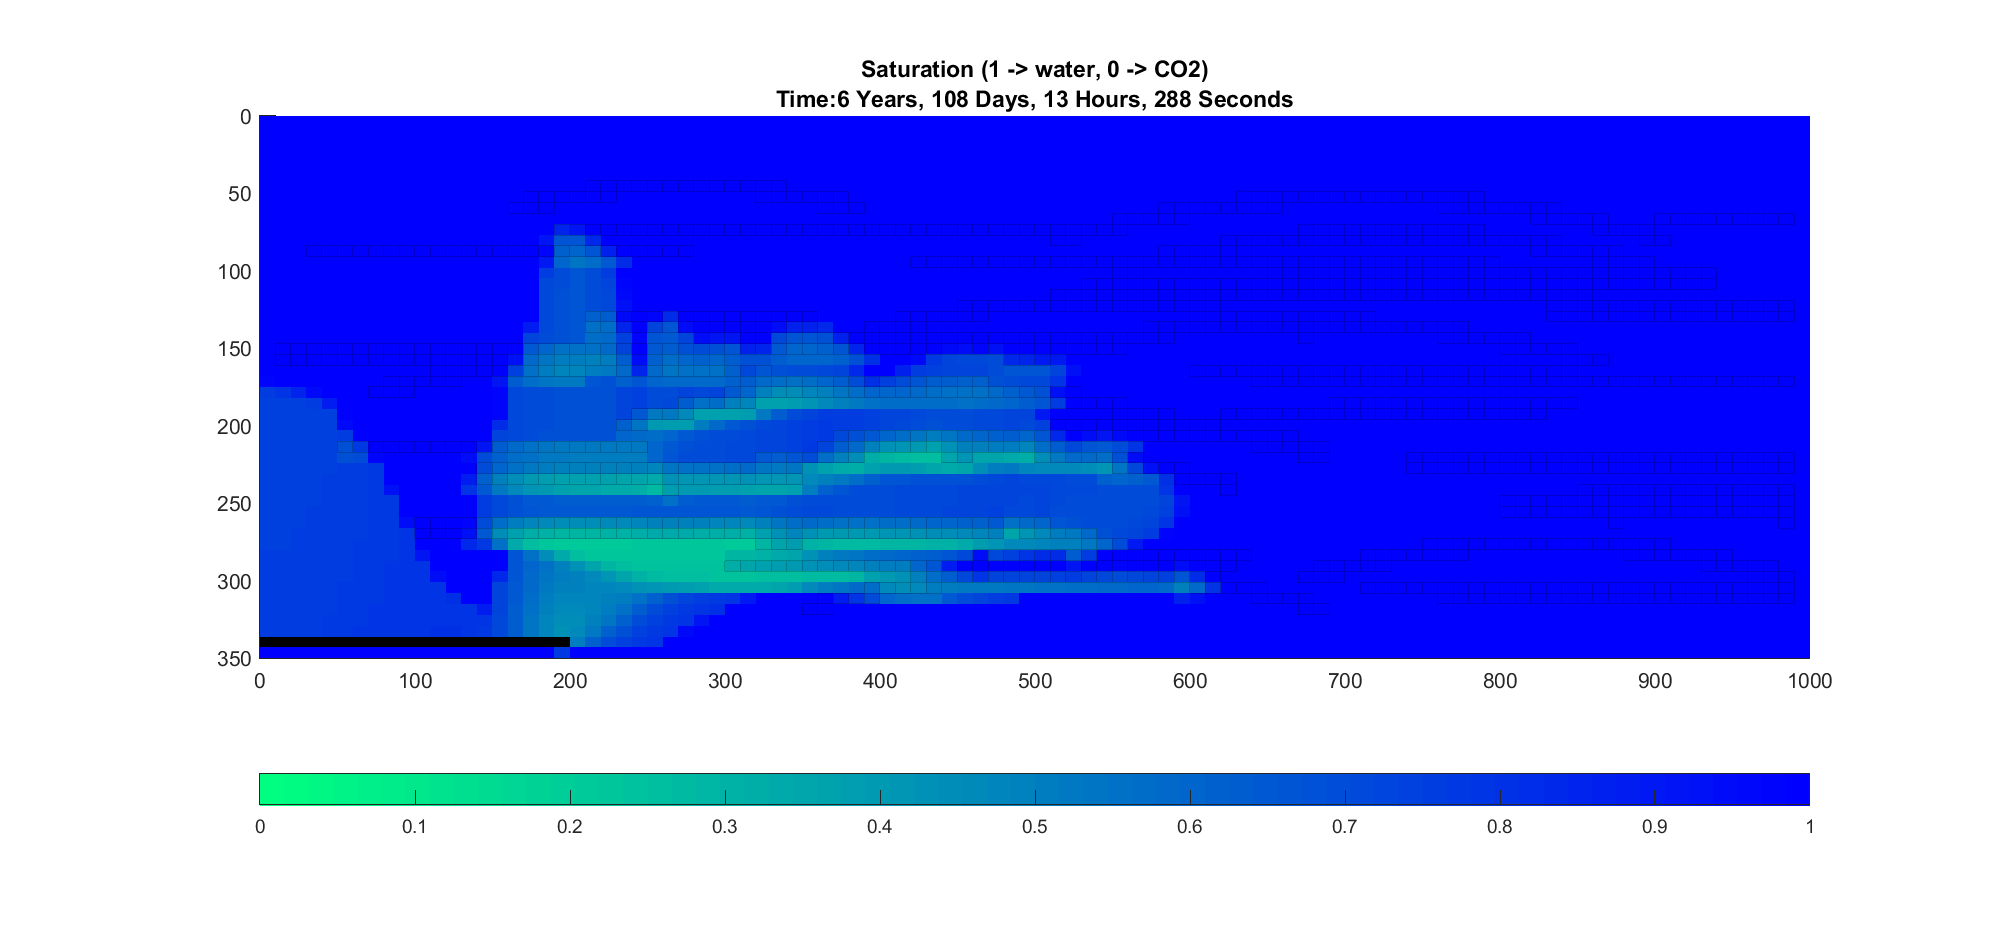 Saturation (1 -> water, 0 -> CO2)
Time:6 Years, 108 Days, 13 Hours, 288 Seconds
0
50
100
150
200
250
300
350
0 100 200 300 400 500 600 700 800 900 1000
0 0.1 0.2 0.3 0.4 0.5 0.6 0.7 0.8 0.9 1